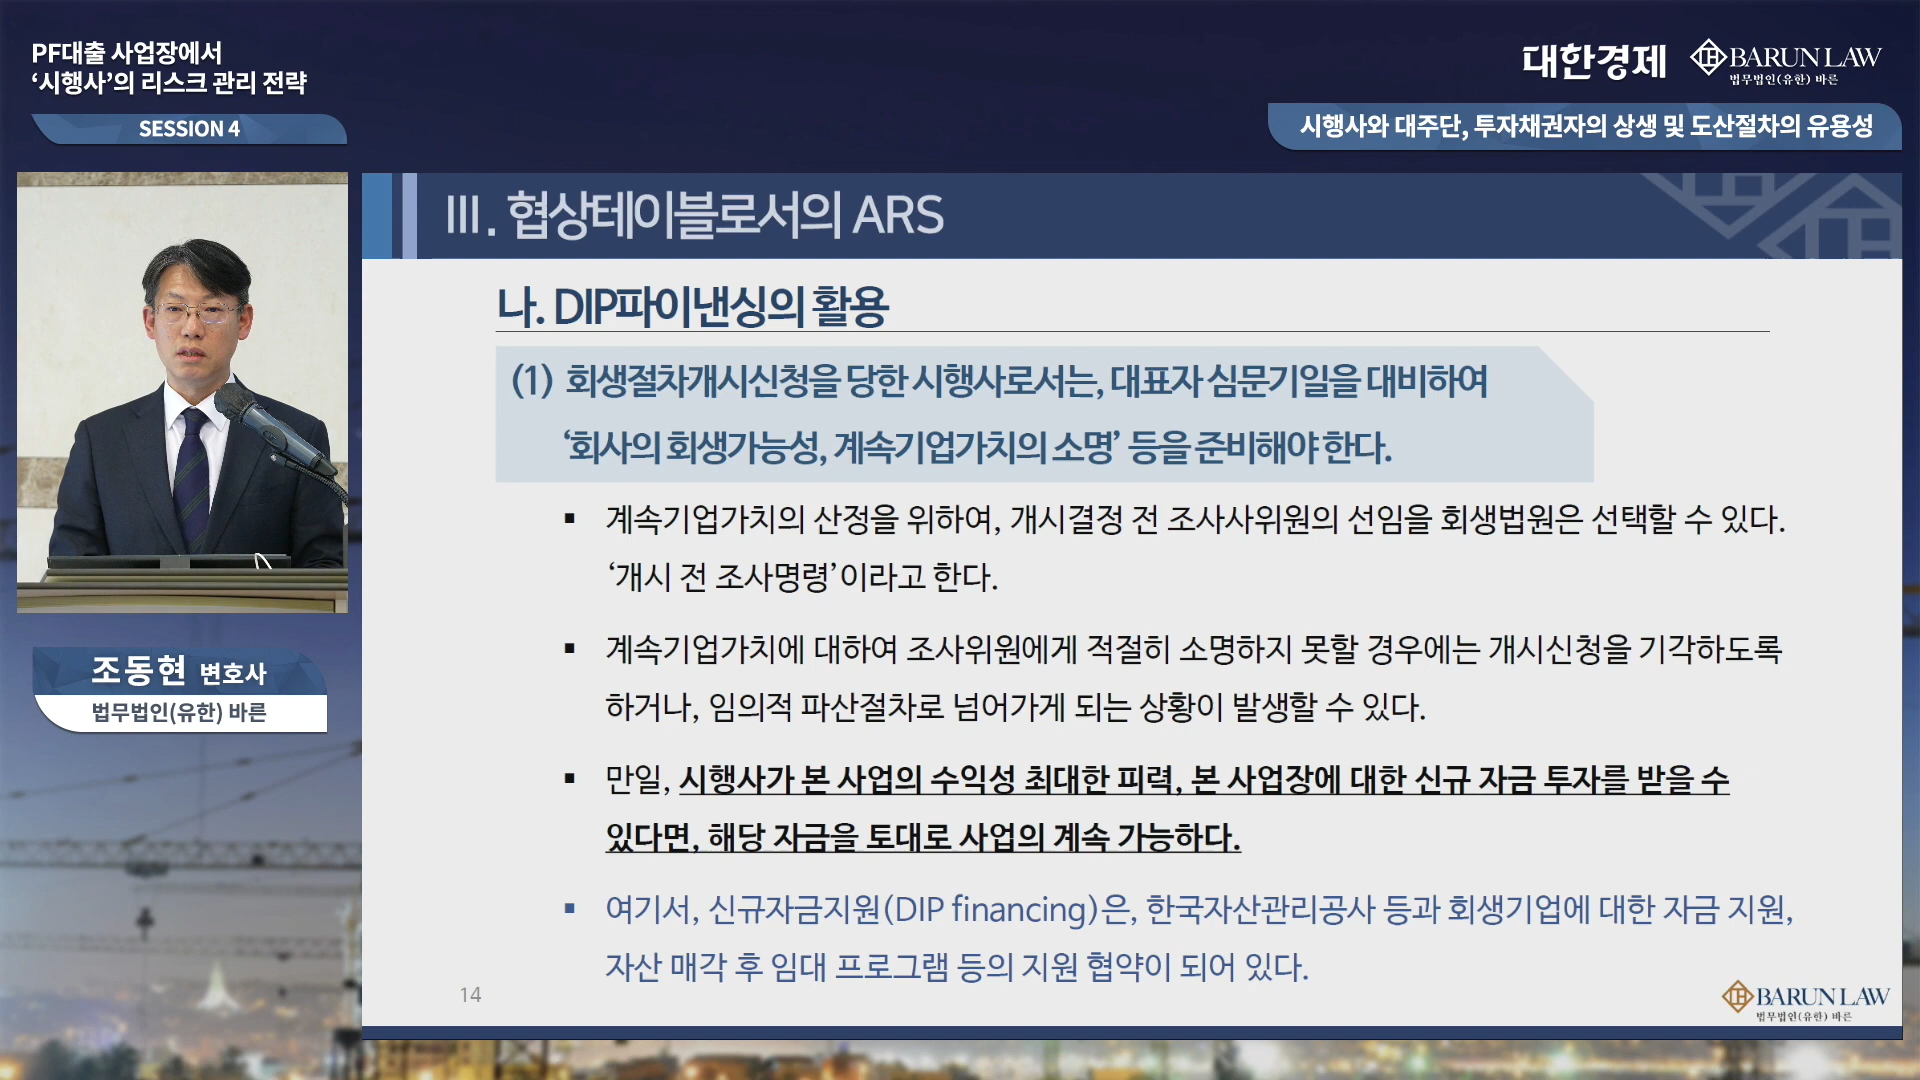 PF대출 사업장에서
‘시행사’의 리스크 관리 전략
SESSION 4
대한경제
BARUN LAW
법무법인(유한) 바른
시행사와 대주단, 투자채권자의 상생 및 도산절차의 유용성
III. 협상테이블로서의 ARS
나. DIP파이낸싱의 활용
(1) 회생절차개시신청을 당한 시행사로서는, 대표자 심문기일을 대비하여
‘회사의 회생가능성, 계속기업가치의 소명’ 등을 준비해야 한다.
▪ 계속기업가치의 산정을 위하여, 개시결정 전 조사사위원의 선임을 회생법원은 선택할 수 있다.
‘개시 전 조사명령’이라고 한다.
▪ 계속기업가치에 대하여 조사위원에게 적절히 소명하지 못할 경우에는 개시신청을 기각하도록
하거나, 임의적 파산절차로 넘어가게 되는 상황이 발생할 수 있다.
▪ 만일, 시행사가 본 사업의 수익성 최대한 피력, 본 사업장에 대한 신규 자금 투자를 받을 수
있다면, 해당 자금을 토대로 사업의 계속 가능하다.
▪ 여기서, 신규자금지원(DIP financing)은, 한국자산관리공사 등과 회생기업에 대한 자금 지원,
자산 매각 후 임대 프로그램 등의 지원 협약이 되어 있다.
14
BARUN LAW
법무법인(유한) 바른
조동현 변호사
법무법인(유한) 바른